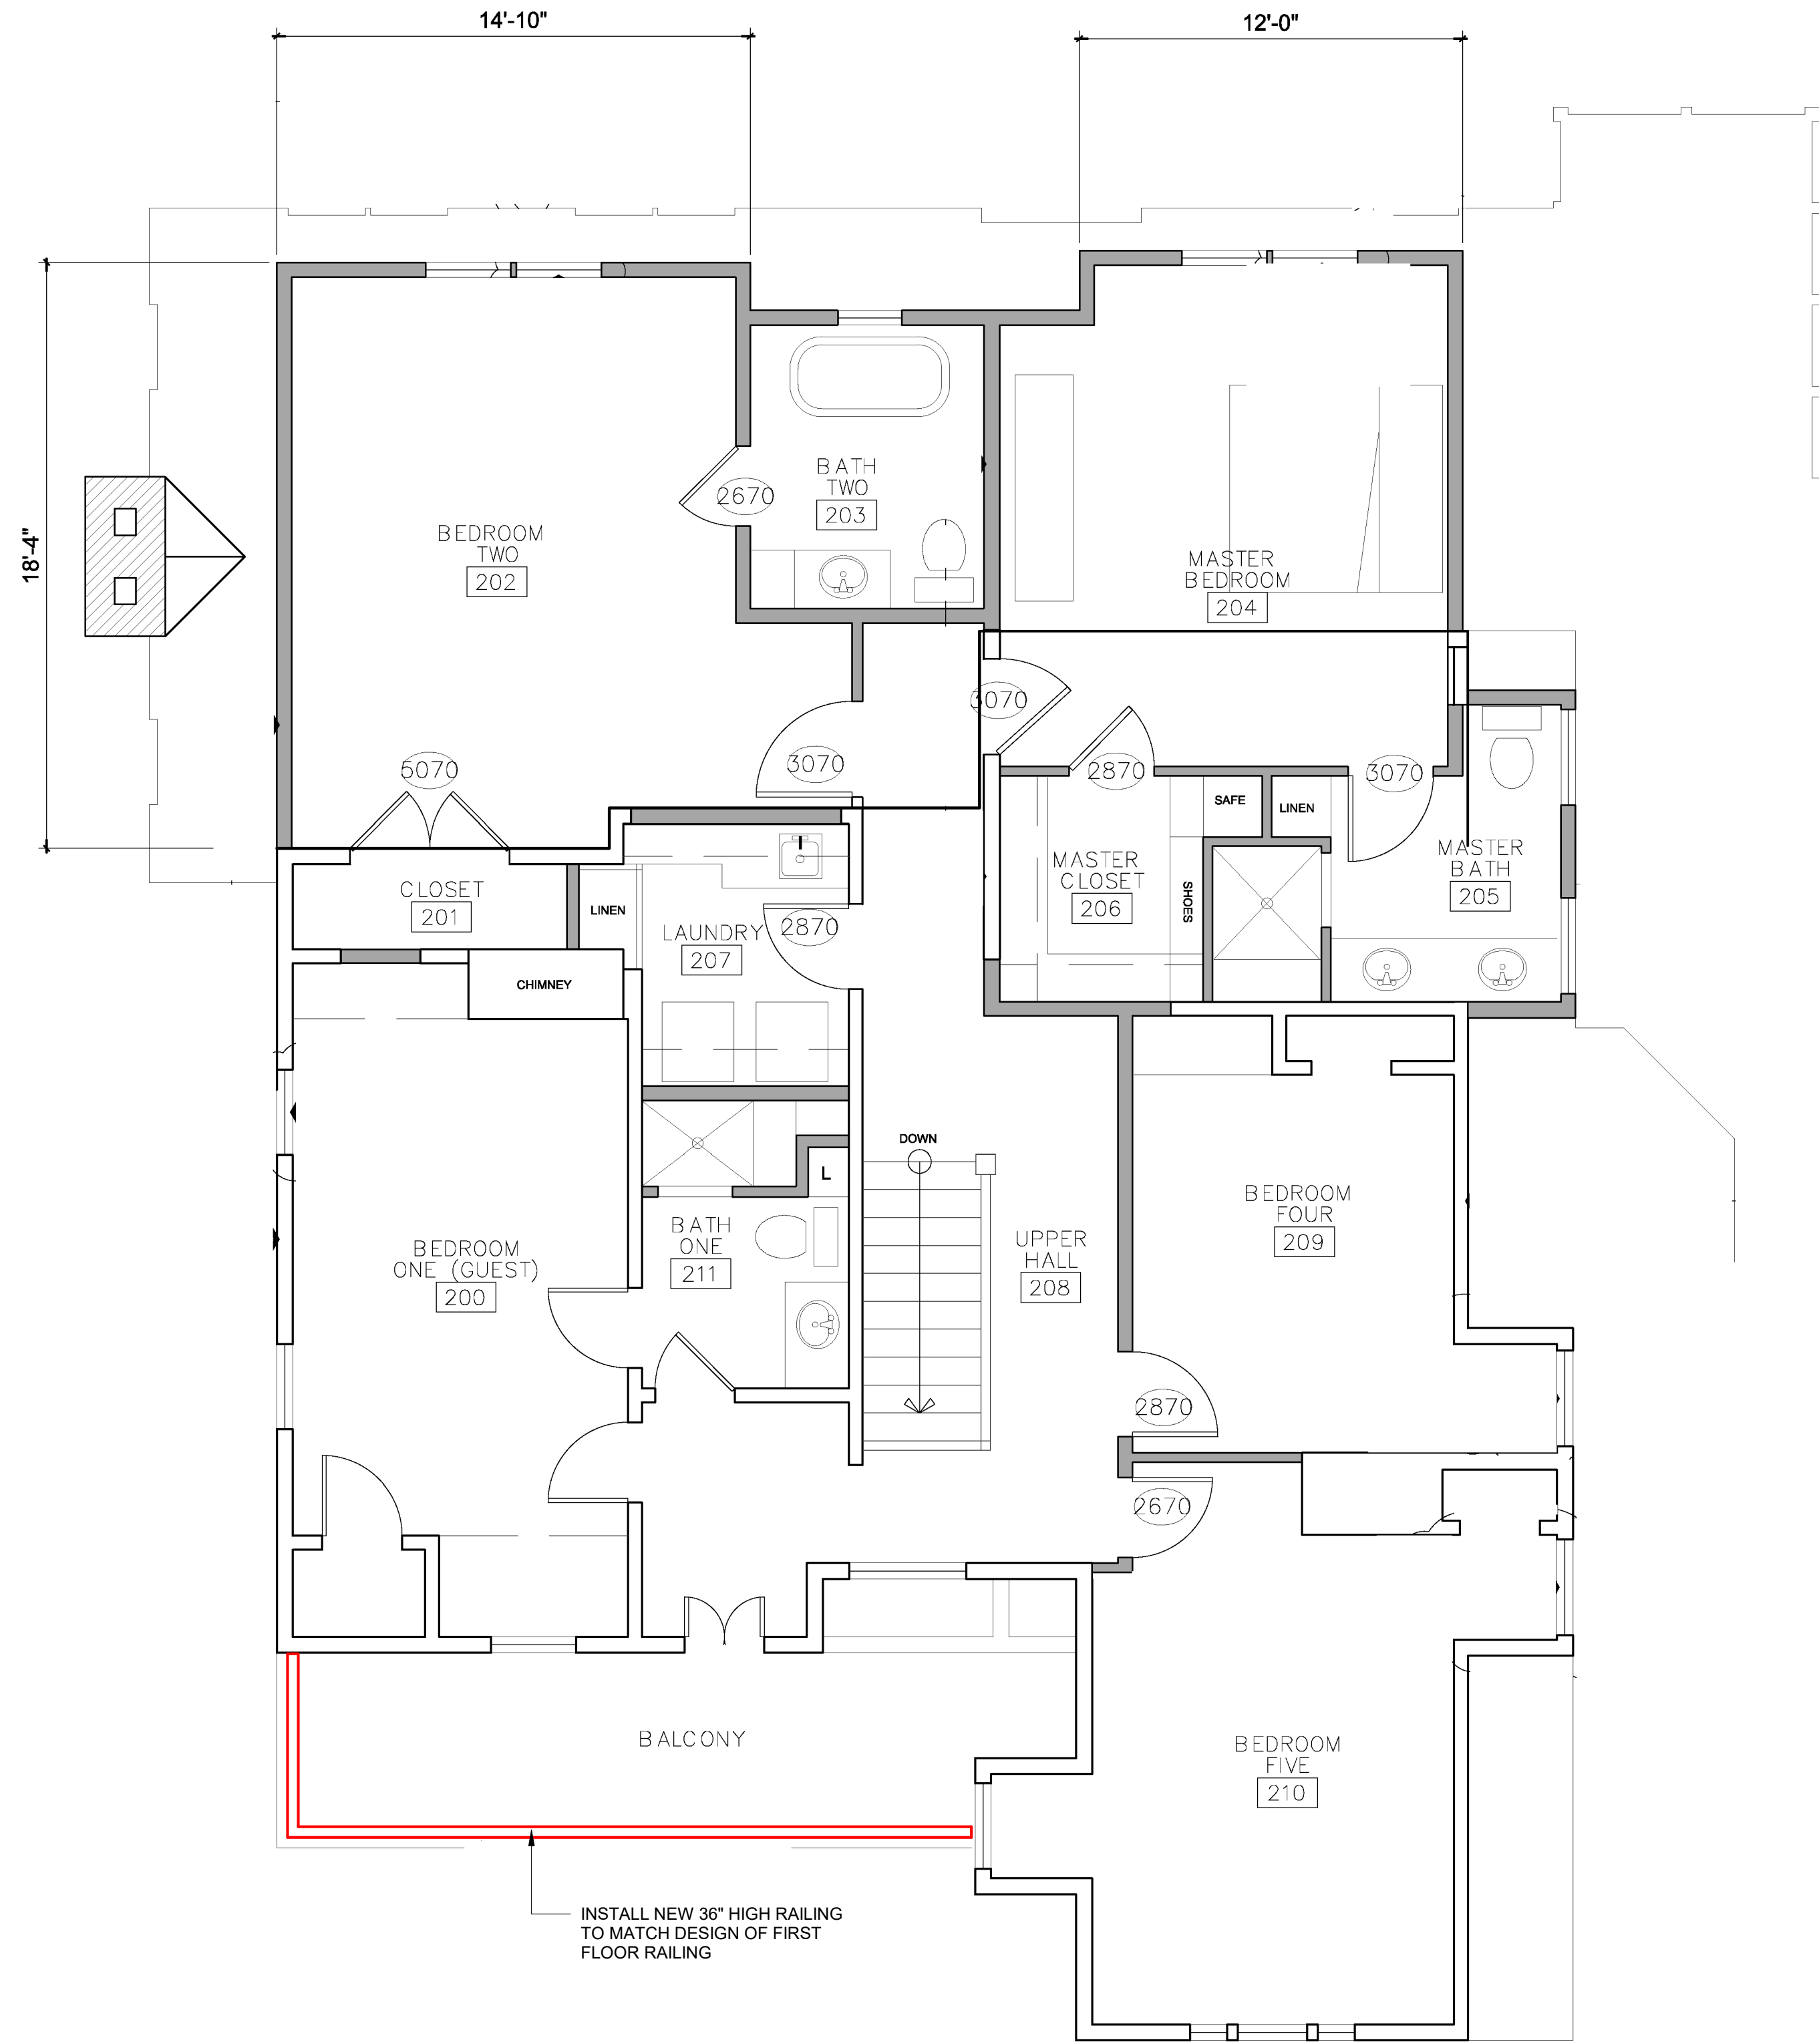 14'-10"
12'-0"
18'-4"
BEDROOM
TWO
202
2670
BATH
TWO
203
MASTER
BEDROOM
204
3070
5070
3070
2870
3070
SAFE
LINEN
MASTER
CLOSET
206
SHOES
MASTER
BATH
205
CLOSET
201
LINEN
LAUNDRY
207
2870
CHIMNEY
DOWN
L
BATH
ONE
211
BEDROOM
ONE (GUEST)
200
UPPER
HALL
208
BEDROOM
FOUR
209
2870
2670
BALCONY
BEDROOM
FIVE
210
INSTALL NEW 36" HIGH RAILING
TO MATCH DESIGN OF FIRST
FLOOR RAILING